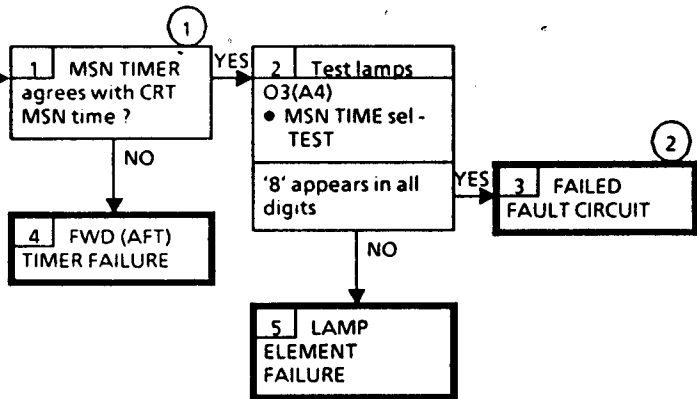 1
1 MSN TIMER
agrees with CRT
MSN time ?
YES
NO
2 Test lamps
O3(A4)
● MSN TIME sel -
TEST
'8' appears in all
digits
YES
NO
2
3 FAILED
FAULT CIRCUIT
4 FWD (AFT)
TIMER FAILURE
5 LAMP
ELEMENT
FAILURE